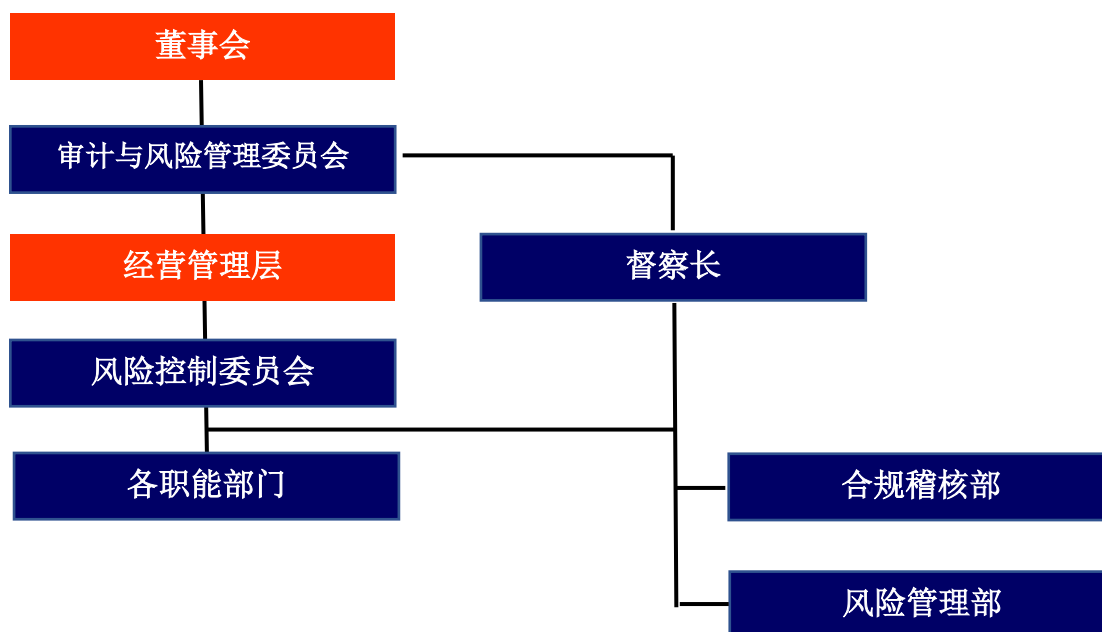 董事会
审计与风险管理委员会
经营管理层
督察长
风险控制委员会
各职能部门
合规稽核部
风险管理部